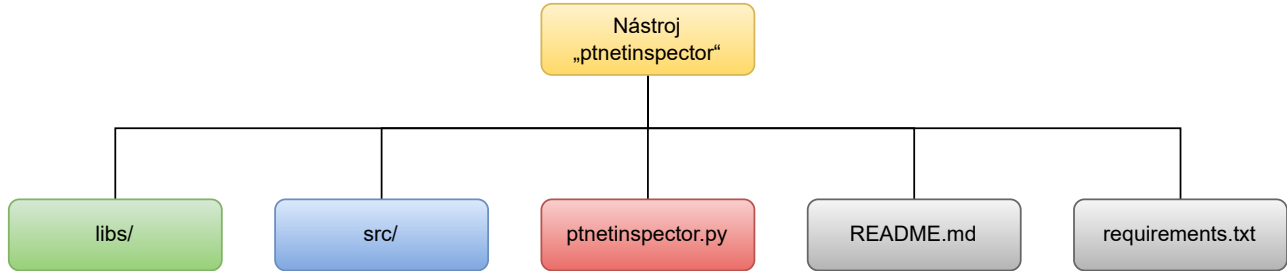 Nástroj
„ptnetinspector“
libs/
src/
ptnetinspector.py
README.md
requirements.txt